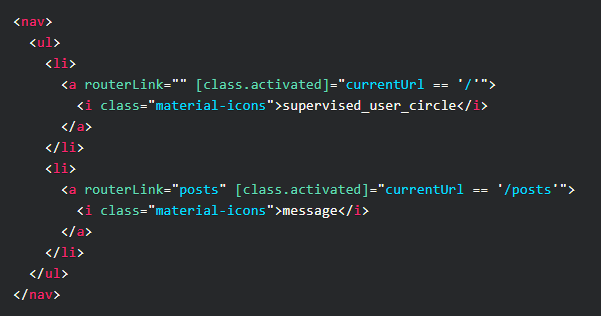 <nav>
  <ul>
    <li>
      <a routerLink="" [class.activated]="currentUrl == '/'">
        <i class="material-icons">supervised_user_circle</i>
      </a>
    </li>
    <li>
      <a routerLink="posts" [class.activated]="currentUrl == '/posts'">
        <i class="material-icons">message</i>
      </a>
    </li>
  </ul>
</nav>